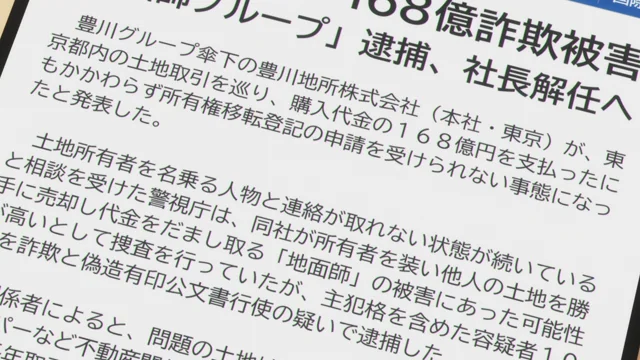 国際
168億詐欺被害
師グループ」逮捕、社長解任へ
豊川グループ傘下の豊川地所株式会社（本社・東京）が、東
京都内の土地取引を巡り、購入代金の１６８億円を支払ったに
もかかわらず所有権移転登記の申請を受けられない事態になっ
たと発表した。
土地所有者を名乗る人物と連絡が取れない状態が続いている
と相談を受けた警視庁は、同社が所有者を装い他人の土地を勝
手に売却し代金をだまし取る「地面師」の被害にあった可能性
が高いとして捜査を行っていたが、主犯格を含めた容疑者１
を詐欺と偽造有印公文書行使の疑いで逮捕した
係者によると、問題の土地
パーなど不動産